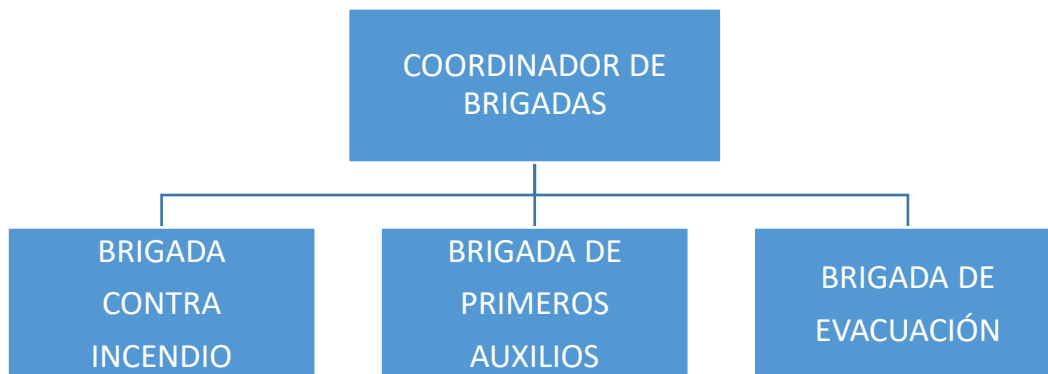 COORDINADOR DE
BRIGADAS
BRIGADA
CONTRA
INCENDIO
BRIGADA DE
PRIMEROS
AUXILIOS
BRIGADA DE
EVACUACIÓN